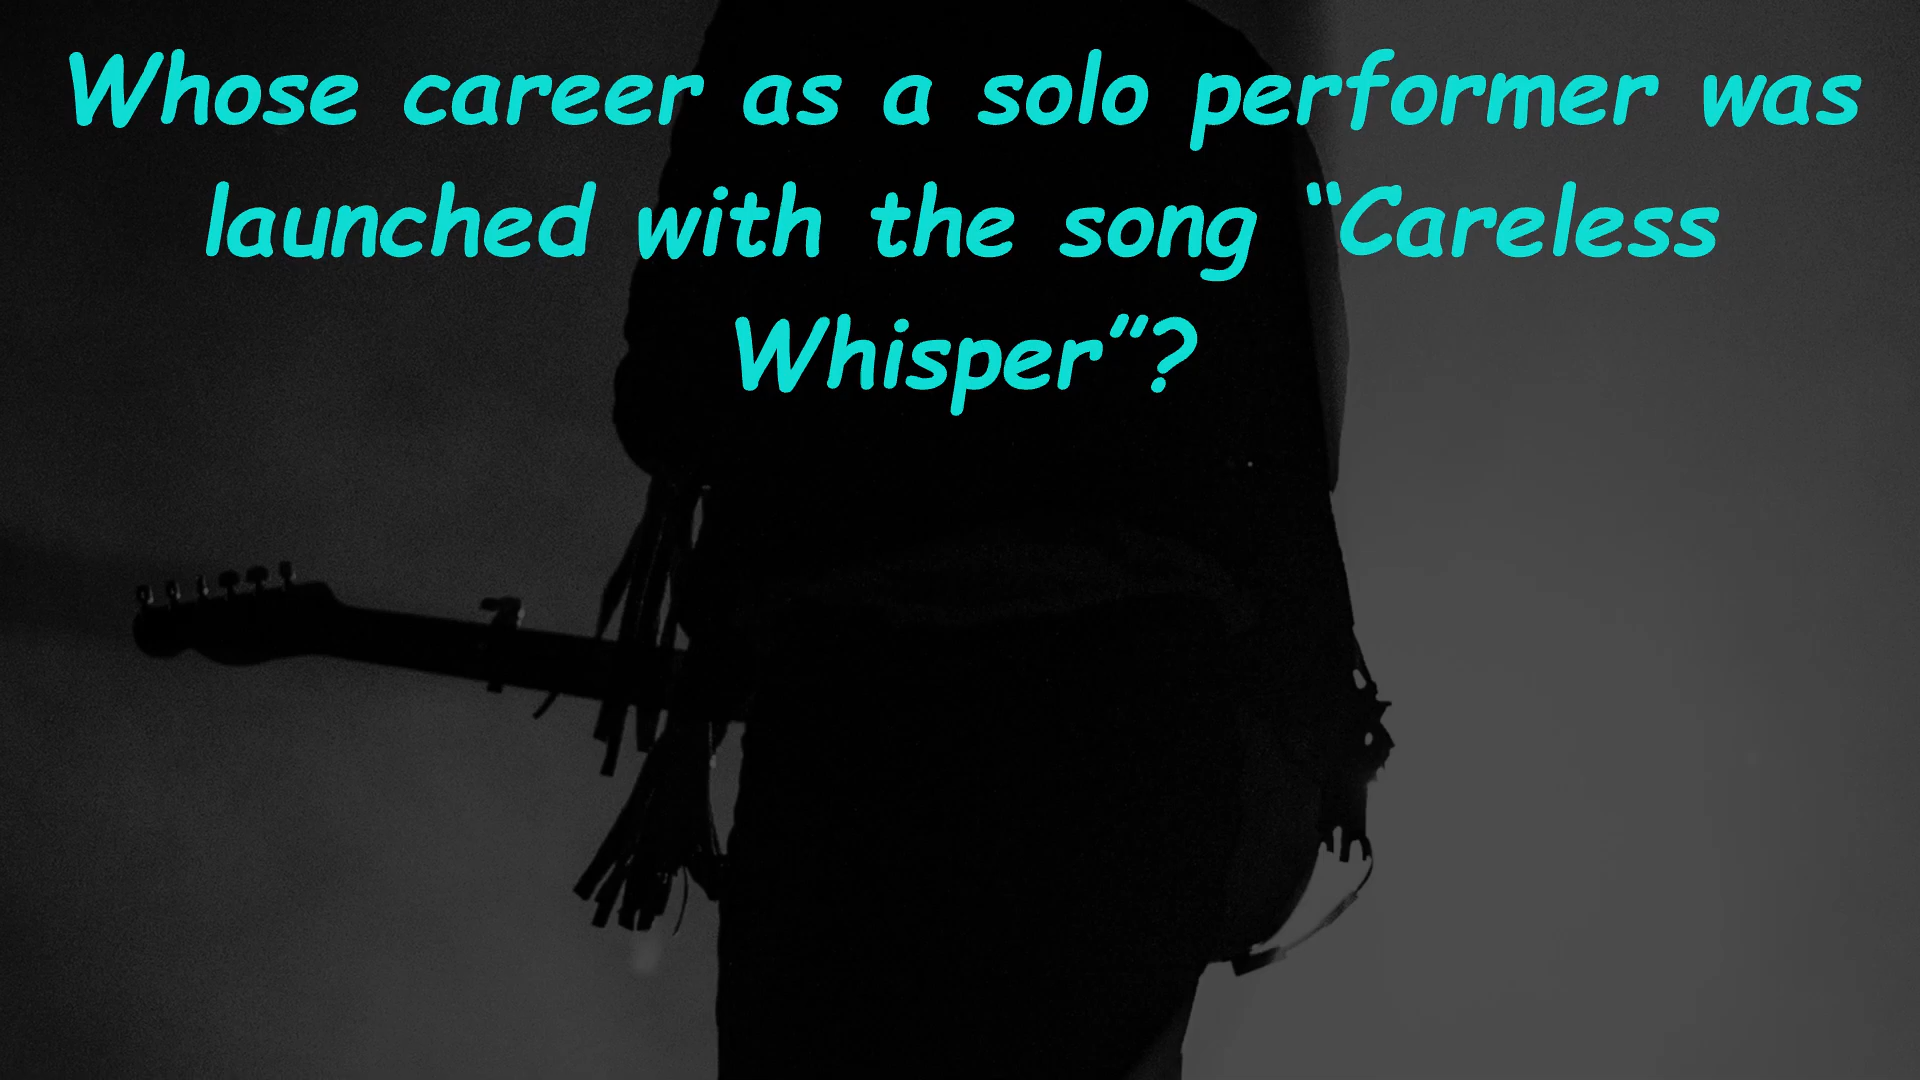 Whose career as a solo performer was
launched with the song “Careless
Whisper”?